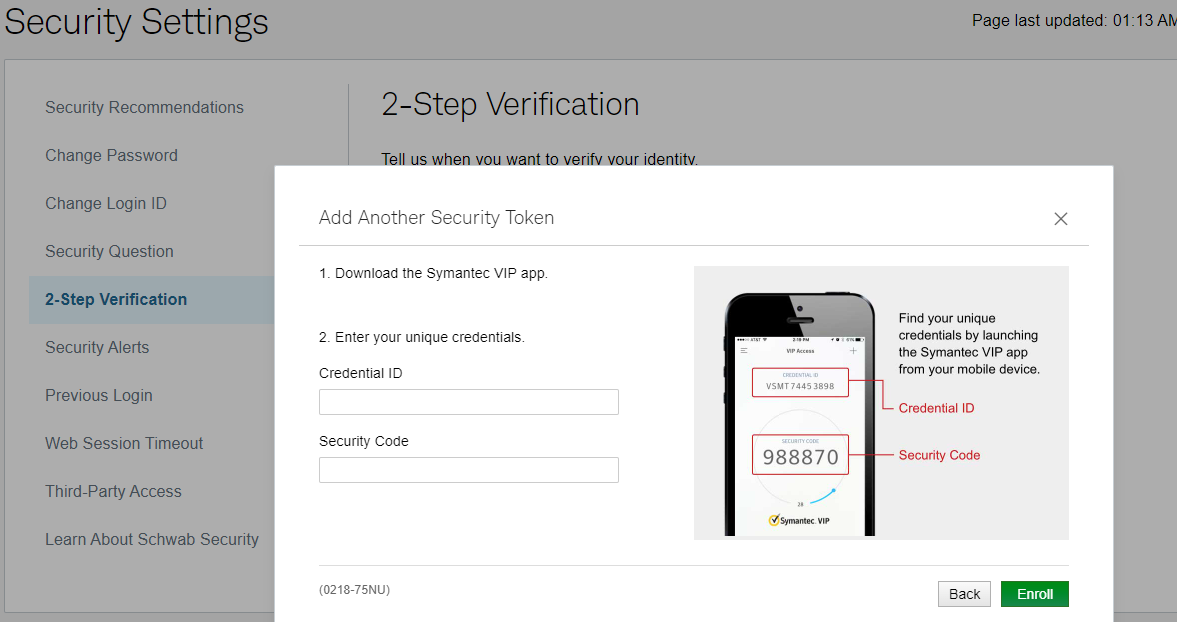 Security Settings
Page last updated: 01:13 AM
Security Recommendations
Change Password
Change Login ID
Security Question
2-Step Verification
Security Alerts
Previous Login
Web Session Timeout
Third-Party Access
Learn About Schwab Security
2-Step Verification
Tell us when you want to verify your identity.
Add Another Security Token
1. Download the Symantec VIP app.
2. Enter your unique credentials.
Credential ID
Security Code
2:19 PM
VIP Access
CREDENTIAL ID
VSMT74453898
SECURITY CODE
988870
28
Symantec. VIP
Find your unique
credentials by launching
the Symantec VIP app
from your mobile device.
Credential ID
Security Code
(0218-75NU)
Back
Enroll